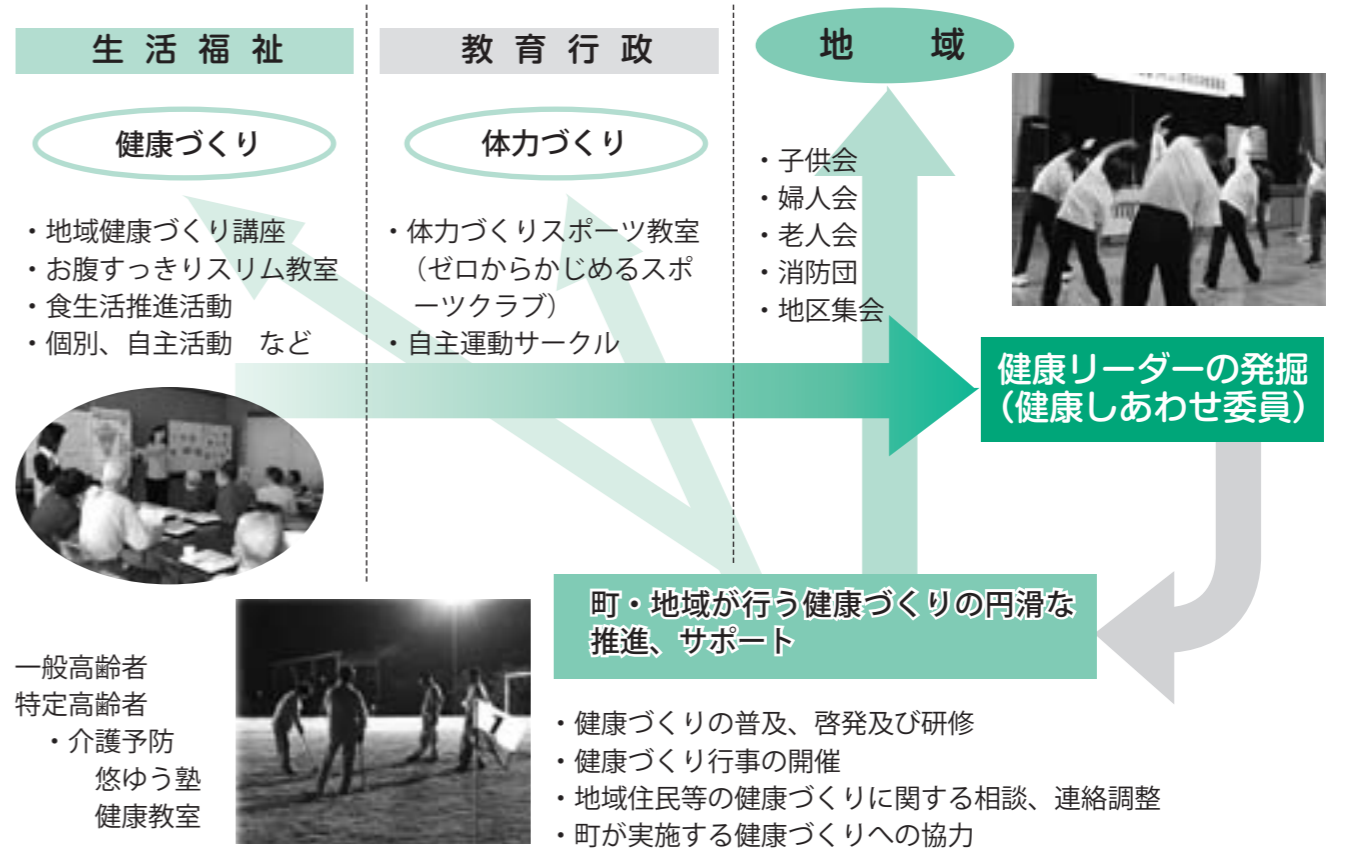 生活福祉
健康づくり
・地域健康づくり講座
・お腹すっきりスリム教室
・食生活推進活動
・個別、自主活動　など
教育行政
体力づくり
・体力づくりスポーツ教室
（ゼロからかじめるスポ
ーツクラブ）
・自主運動サークル
地域
・子供会
・婦人会
・老人会
・消防団
・地区集会
健康リーダーの発掘
（健康しあわせ委員）
町・地域が行う健康づくりの円滑な
推進、サポート
・健康づくりの普及、啓発及び研修
・健康づくり行事の開催
・地域住民等の健康づくりに関する相談、連絡調整
・町が実施する健康づくりへの協力
一般高齢者
特定高齢者
・介護予防
悠ゆう塾
健康教室